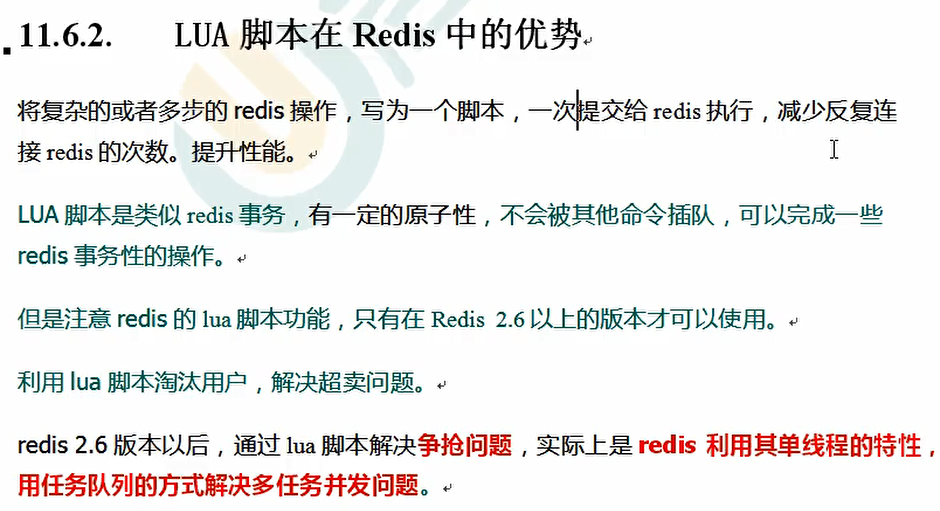 11.6.2. LUA 脚本在 Redis 中的优势
将复杂的或者多步的 redis 操作，写为一个脚本，一次提交给 redis 执行，减少反复连
接 redis 的次数。提升性能。
LUA 脚本是类似 redis 事务，有一定的原子性，不会被其他命令插队，可以完成一些
redis 事务性的操作。
但是注意 redis 的 lua 脚本功能，只有在 Redis 2.6 以上的版本才可以使用。
利用 lua 脚本淘汰用户，解决超卖问题。
redis 2.6 版本以后，通过 lua 脚本解决争抢问题，实际上是 redis 利用其单线程的特性，
用任务队列的方式解决多任务并发问题。